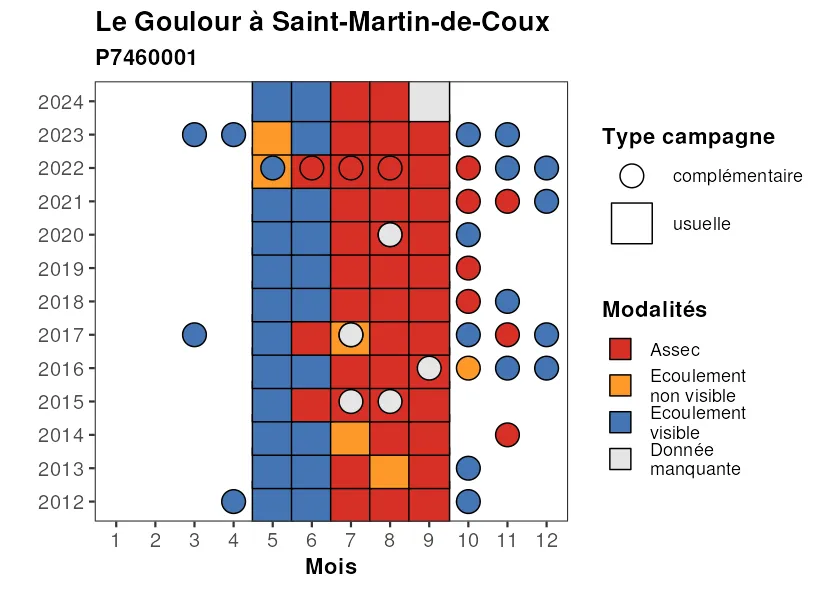 Le Goulour à Saint-Martin-de-Coux
P7460001
2024
2023
2022
2021
2020
2019
2018
2017
2016
2015
2014
2013
2012
1 2 3 4 5 6 7 8 9 10 11 12
Mois
Type campagne
complémentaire
usuelle
Modalités
Assec
Ecoulement
non visible
Ecoulement
visible
Donnée
manquante